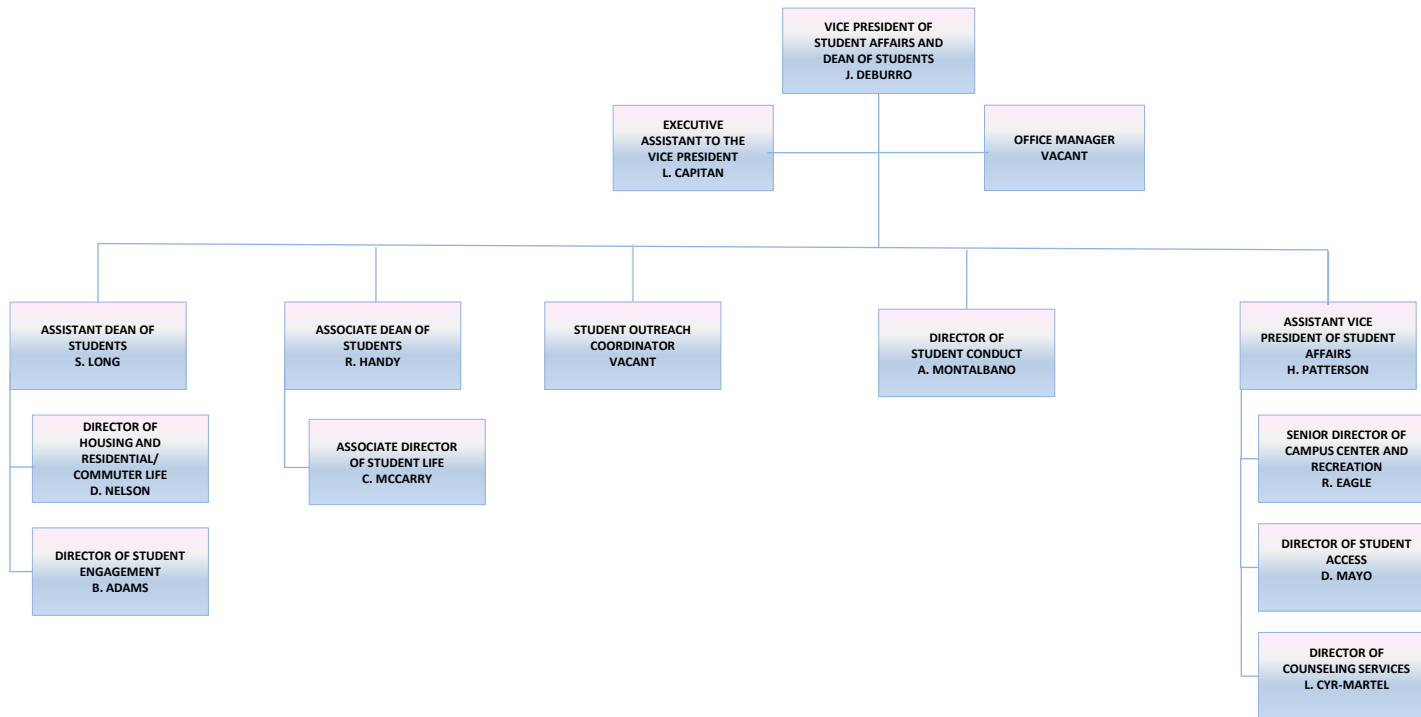 VICE PRESIDENT OF
STUDENT AFFAIRS AND
DEAN OF STUDENTS
J. DEBURRO
EXECUTIVE
ASSISTANT TO THE
VICE PRESIDENT
L. CAPITAN
OFFICE MANAGER
VACANT
ASSISTANT DEAN OF
STUDENTS
S. LONG
ASSOCIATE DEAN OF
STUDENTS
R. HANDY
STUDENT OUTREACH
COORDINATOR
VACANT
DIRECTOR OF
STUDENT CONDUCT
A. MONTALBANO
ASSISTANT VICE
PRESIDENT OF STUDENT
AFFAIRS
H. PATTERSON
DIRECTOR OF
HOUSING AND
RESIDENTIAL/
COMMUTER LIFE
D. NELSON
ASSOCIATE DIRECTOR
OF STUDENT LIFE
C. MCCARRY
SENIOR DIRECTOR OF
CAMPUS CENTER AND
RECREATION
R. EAGLE
DIRECTOR OF STUDENT
ENGAGEMENT
B. ADAMS
DIRECTOR OF STUDENT
ACCESS
D. MAYO
DIRECTOR OF
COUNSELING SERVICES
L. CYR-MARTEL